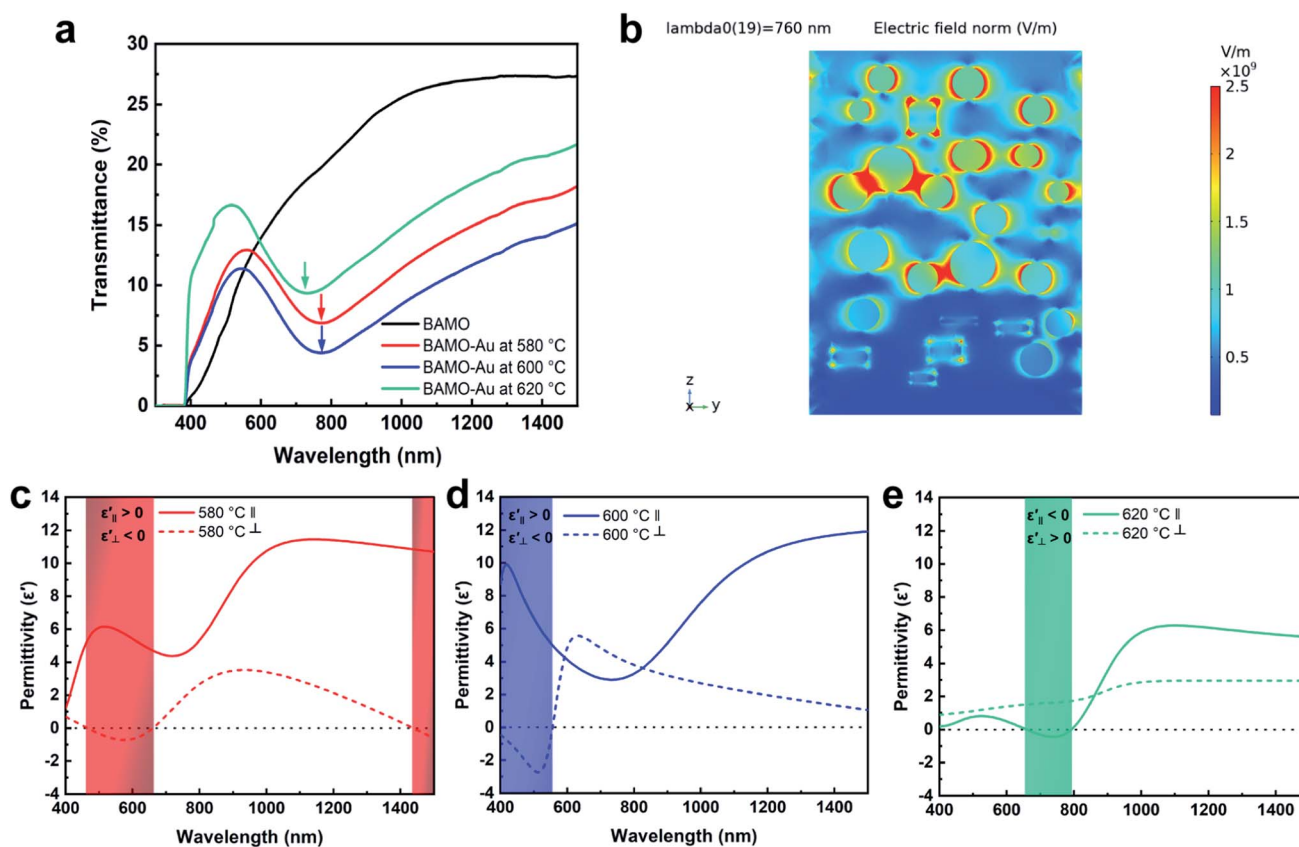 a
30
25
20
15
10
5
0
Transmittance (%)
400 600 800 1000 1200 1400
Wavelength (nm)
BAMO
BAMO-Au at 580 °C
BAMO-Au at 600 °C
BAMO-Au at 620 °C
b
lambda0(19)=760 nm Electric field norm (V/m)
V/m
×10⁹
2.5
2
1.5
1
0.5
z
x y
c
14
12
10
8
6
4
2
0
-2
-4
Permittivity (ε′)
ε′∥ > 0
ε′⊥ < 0
580 °C ∥
580 °C ⊥
400 600 800 1000 1200 1400
Wavelength (nm)
d
14
12
10
8
6
4
2
0
-2
-4
Permittivity (ε′)
ε′∥ > 0
ε′⊥ < 0
600 °C ∥
600 °C ⊥
400 600 800 1000 1200 1400
Wavelength (nm)
e
14
12
10
8
6
4
2
0
-2
-4
Permittivity (ε′)
ε′∥ < 0
ε′⊥ > 0
620 °C ∥
620 °C ⊥
400 600 800 1000 1200 1400
Wavelength (nm)